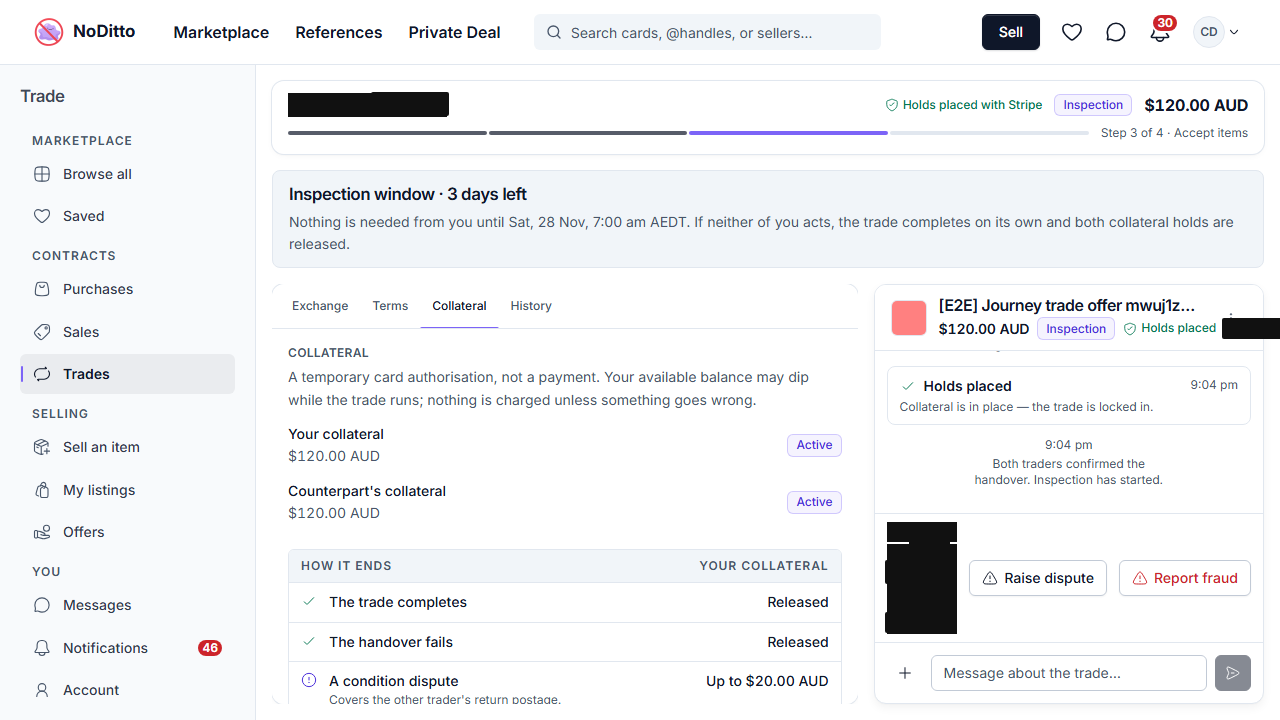 NoDitto
Marketplace
References
Private Deal
Search cards, @handles, or sellers...
Sell
30
CD
Trade
MARKETPLACE
Browse all
Saved
CONTRACTS
Purchases
Sales
Trades
SELLING
Sell an item
My listings
Offers
YOU
Messages
Notifications
46
Account
Holds placed with Stripe
Inspection
$120.00 AUD
Step 3 of 4 · Accept items
Inspection window · 3 days left
Nothing is needed from you until Sat, 28 Nov, 7:00 am AEDT. If neither of you acts, the trade completes on its own and both collateral holds are
released.
Exchange
Terms
Collateral
History
COLLATERAL
A temporary card authorisation, not a payment. Your available balance may dip
while the trade runs; nothing is charged unless something goes wrong.
Your collateral
$120.00 AUD
Active
Counterpart's collateral
$120.00 AUD
Active
HOW IT ENDS
YOUR COLLATERAL
The trade completes
Released
The handover fails
Released
A condition dispute
Up to $20.00 AUD
Covers the other trader's return postage.
[E2E] Journey trade offer mwuj1z...
$120.00 AUD
Inspection
Holds placed
Holds placed
9:04 pm
Collateral is in place — the trade is locked in.
9:04 pm
Both traders confirmed the
handover. Inspection has started.
Raise dispute
Report fraud
Message about the trade...